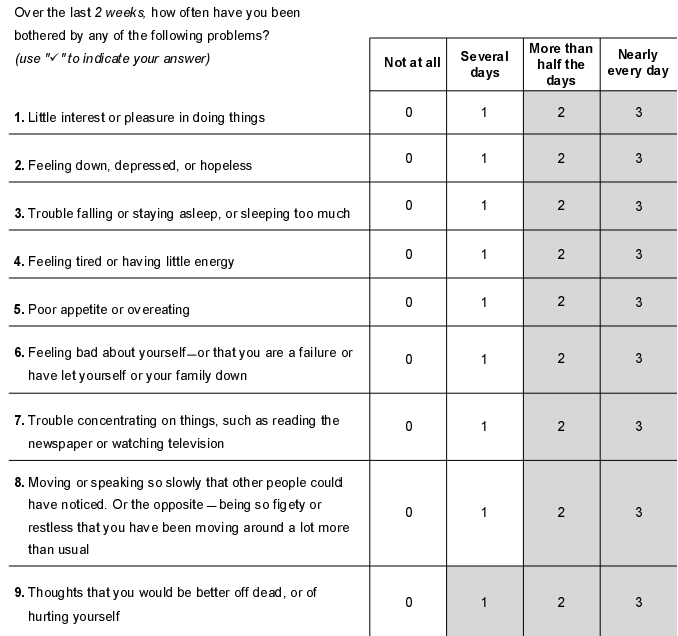 Over the last 2 weeks, how often have you been
bothered by any of the following problems?
(use "✓" to indicate your answer)
Not at all
Several
days
More than
half the
days
Nearly
every day
1. Little interest or pleasure in doing things
0 1 2 3
2. Feeling down, depressed, or hopeless
0 1 2 3
3. Trouble falling or staying asleep, or sleeping too much
0 1 2 3
4. Feeling tired or having little energy
0 1 2 3
5. Poor appetite or overeating
0 1 2 3
6. Feeling bad about yourself—or that you are a failure or
have let yourself or your family down
0 1 2 3
7. Trouble concentrating on things, such as reading the
newspaper or watching television
0 1 2 3
8. Moving or speaking so slowly that other people could
have noticed. Or the opposite — being so figety or
restless that you have been moving around a lot more
than usual
0 1 2 3
9. Thoughts that you would be better off dead, or of
hurting yourself
0 1 2 3